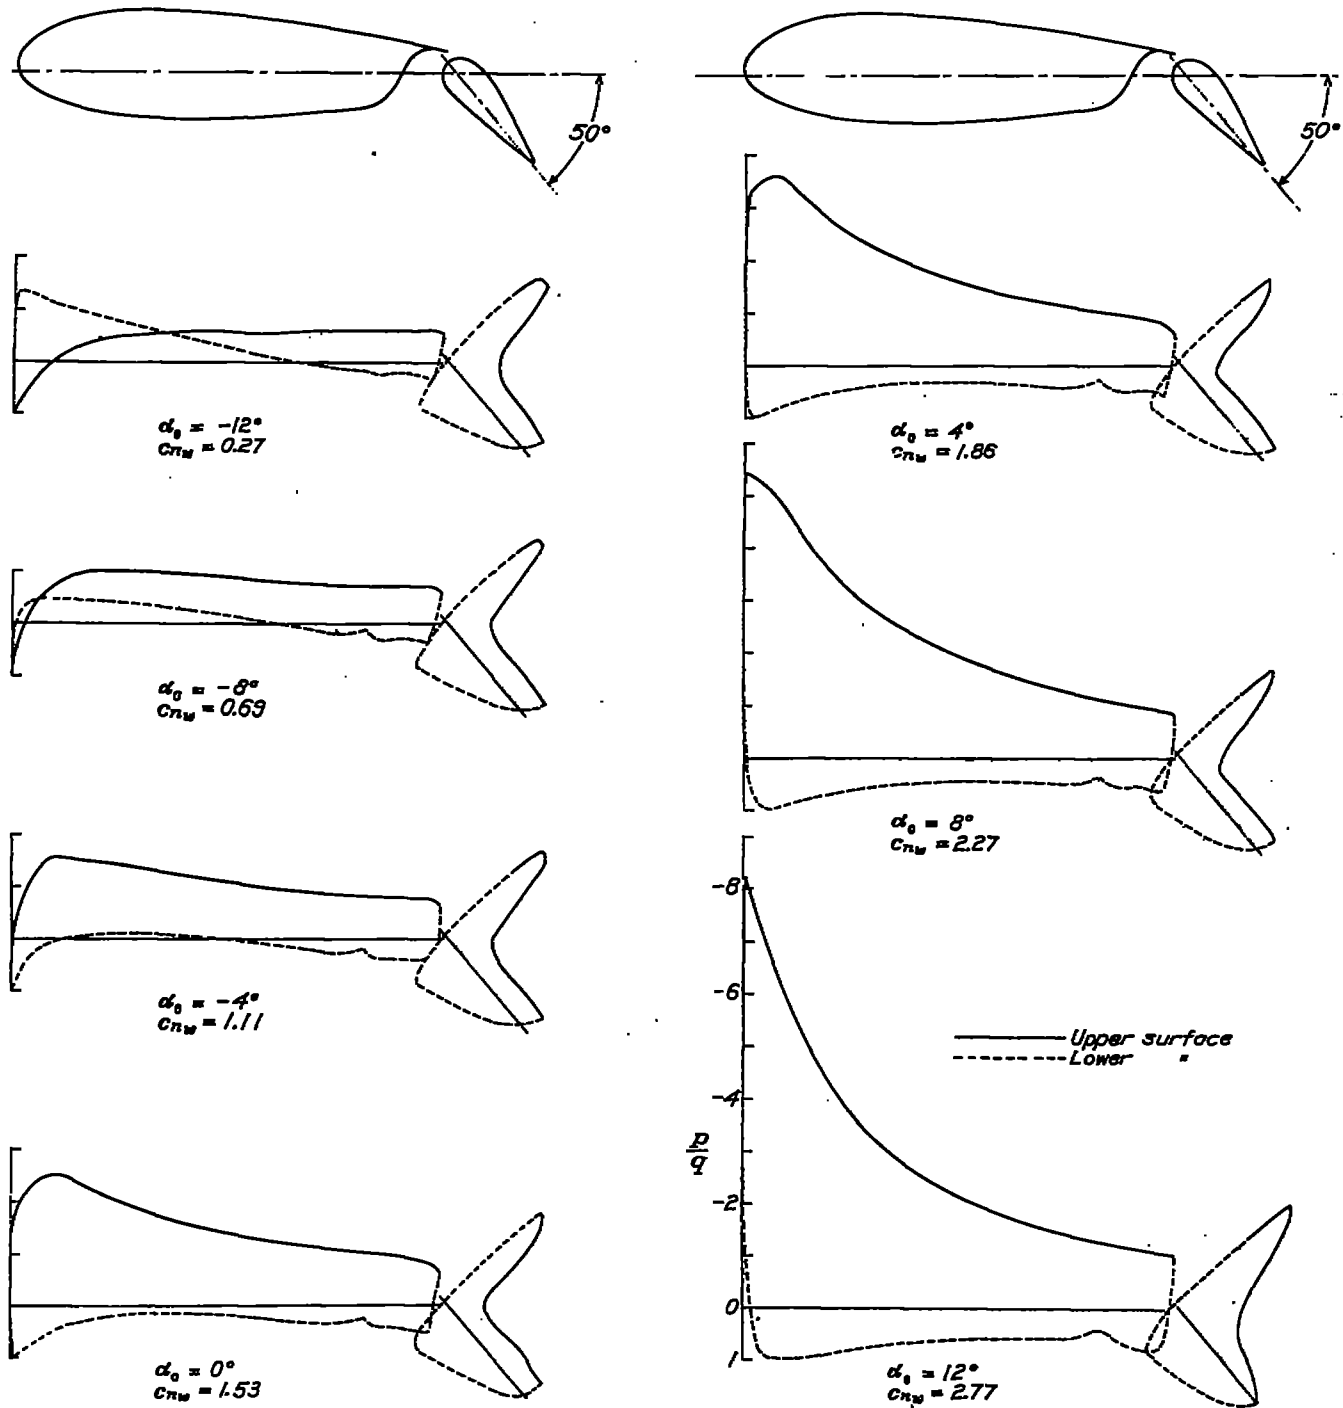 50°
50°
α₀ = -12°
cₙw = 0.27
α₀ = -8°
cₙw = 0.69
α₀ = -4°
cₙw = 1.11
α₀ = 0°
cₙw = 1.53
α₀ = 4°
cₙw = 1.86
α₀ = 8°
cₙw = 2.27
-8
-6
-4
p/q
-2
0
1
Upper surface
Lower "
α₀ = 12°
cₙw = 2.77